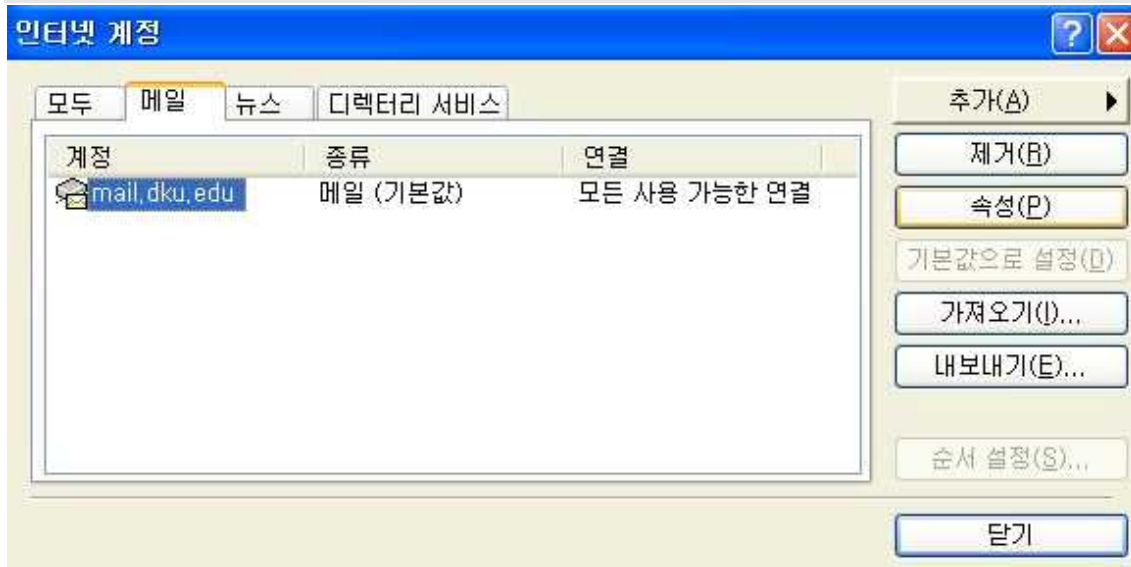 인터넷 계정
모두 메일 뉴스 디렉터리 서비스
계정 종류 연결
mail.dku.edu 메일 (기본값) 모든 사용 가능한 연결
추가(A)
제거(R)
속성(P)
기본값으로 설정(D)
가져오기(I)...
내보내기(E)...
순서 설정(S)...
닫기